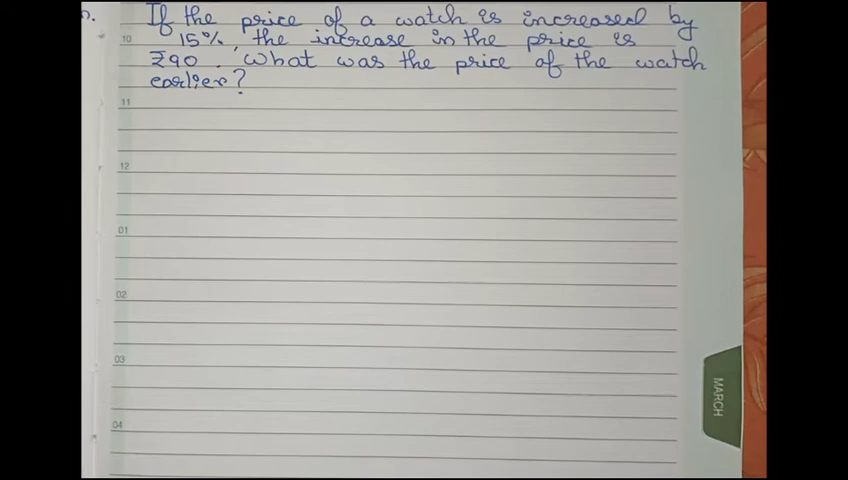 If the price of a watch is increased by
10 15%, the increase in the price is
₹90. What was the price of the watch
earlier?
11
12
01
02
03
04
MARCH